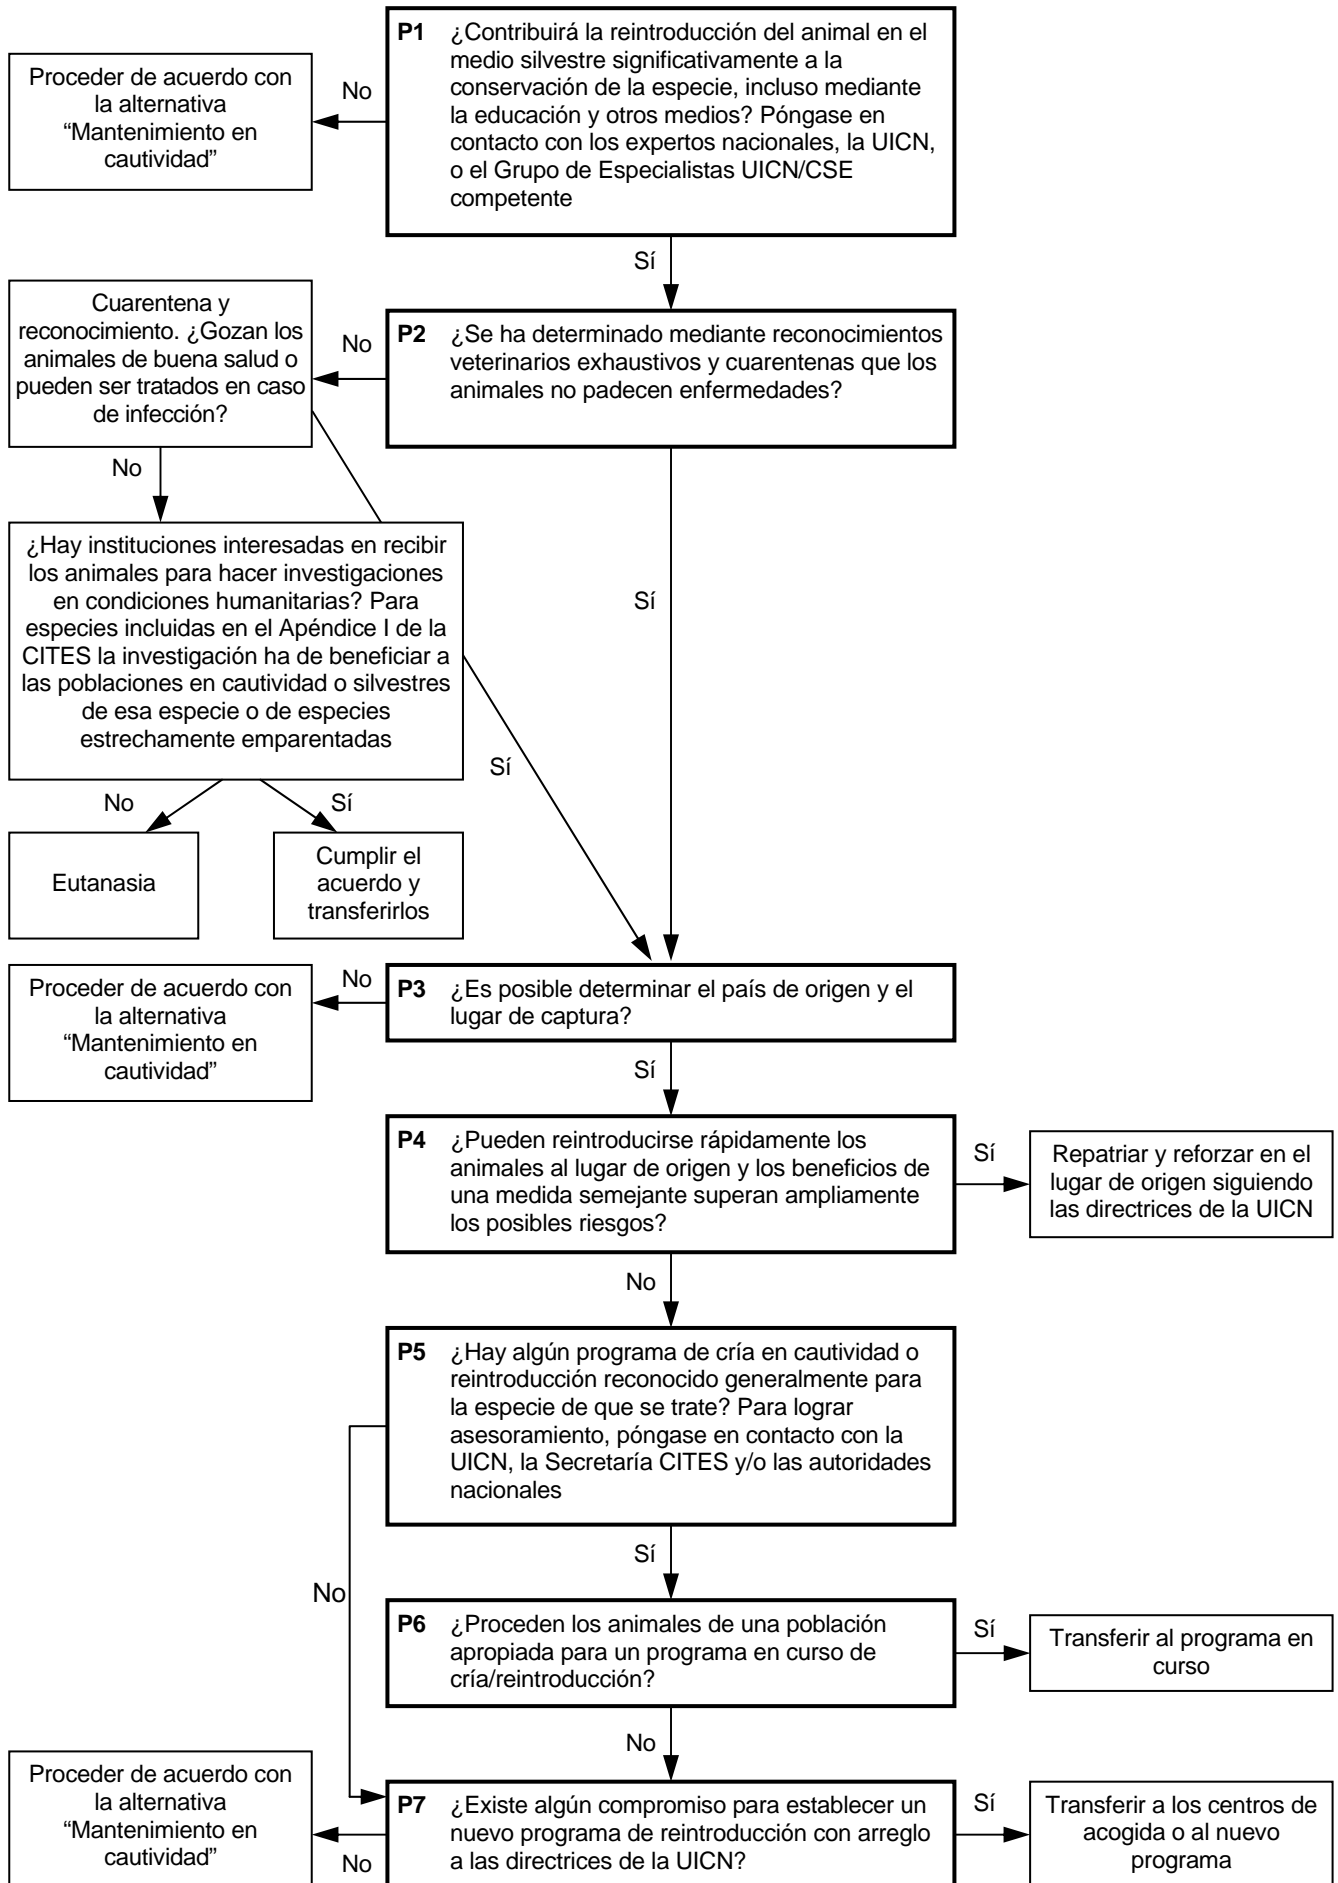 P1 ¿Contribuirá la reintroducción del animal en el
medio silvestre significativamente a la
conservación de la especie, incluso mediante
la educación y otros medios? Póngase en
contacto con los expertos nacionales, la UICN,
o el Grupo de Especialistas UICN/CSE
competente
No
Proceder de acuerdo con
la alternativa
“Mantenimiento en
cautividad”
Sí
P2 ¿Se ha determinado mediante reconocimientos
veterinarios exhaustivos y cuarentenas que los
animales no padecen enfermedades?
No
Cuarentena y
reconocimiento. ¿Gozan los
animales de buena salud o
pueden ser tratados en caso
de infección?
No
¿Hay instituciones interesadas en recibir
los animales para hacer investigaciones
en condiciones humanitarias? Para
especies incluidas en el Apéndice I de la
CITES la investigación ha de beneficiar a
las poblaciones en cautividad o silvestres
de esa especie o de especies
estrechamente emparentadas
Sí
Sí
No
Sí
Eutanasia
Cumplir el
acuerdo y
transferirlos
P3 ¿Es posible determinar el país de origen y el
lugar de captura?
No
Proceder de acuerdo con
la alternativa
“Mantenimiento en
cautividad”
Sí
P4 ¿Pueden reintroducirse rápidamente los
animales al lugar de origen y los beneficios de
una medida semejante superan ampliamente
los posibles riesgos?
Sí
Repatriar y reforzar en el
lugar de origen siguiendo
las directrices de la UICN
No
P5 ¿Hay algún programa de cría en cautividad o
reintroducción reconocido generalmente para
la especie de que se trate? Para lograr
asesoramiento, póngase en contacto con la
UICN, la Secretaría CITES y/o las autoridades
nacionales
Sí
No
P6 ¿Proceden los animales de una población
apropiada para un programa en curso de
cría/reintroducción?
Sí
Transferir al programa en
curso
No
P7 ¿Existe algún compromiso para establecer un
nuevo programa de reintroducción con arreglo
a las directrices de la UICN?
No
Proceder de acuerdo con
la alternativa
“Mantenimiento en
cautividad”
Sí
Transferir a los centros de
acogida o al nuevo
programa